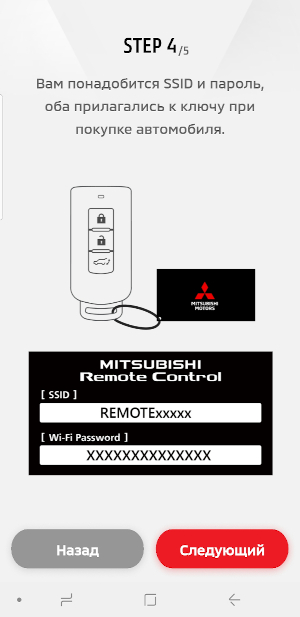 STEP 4/5
Вам понадобится SSID и пароль,
оба прилагались к ключу при
покупке автомобиля.
MITSUBISHI
MOTORS
MITSUBISHI
Remote Control
[ SSID ]
REMOTExxxxx
[ Wi-Fi Password ]
XXXXXXXXXXXXXX
Назад
Следующий